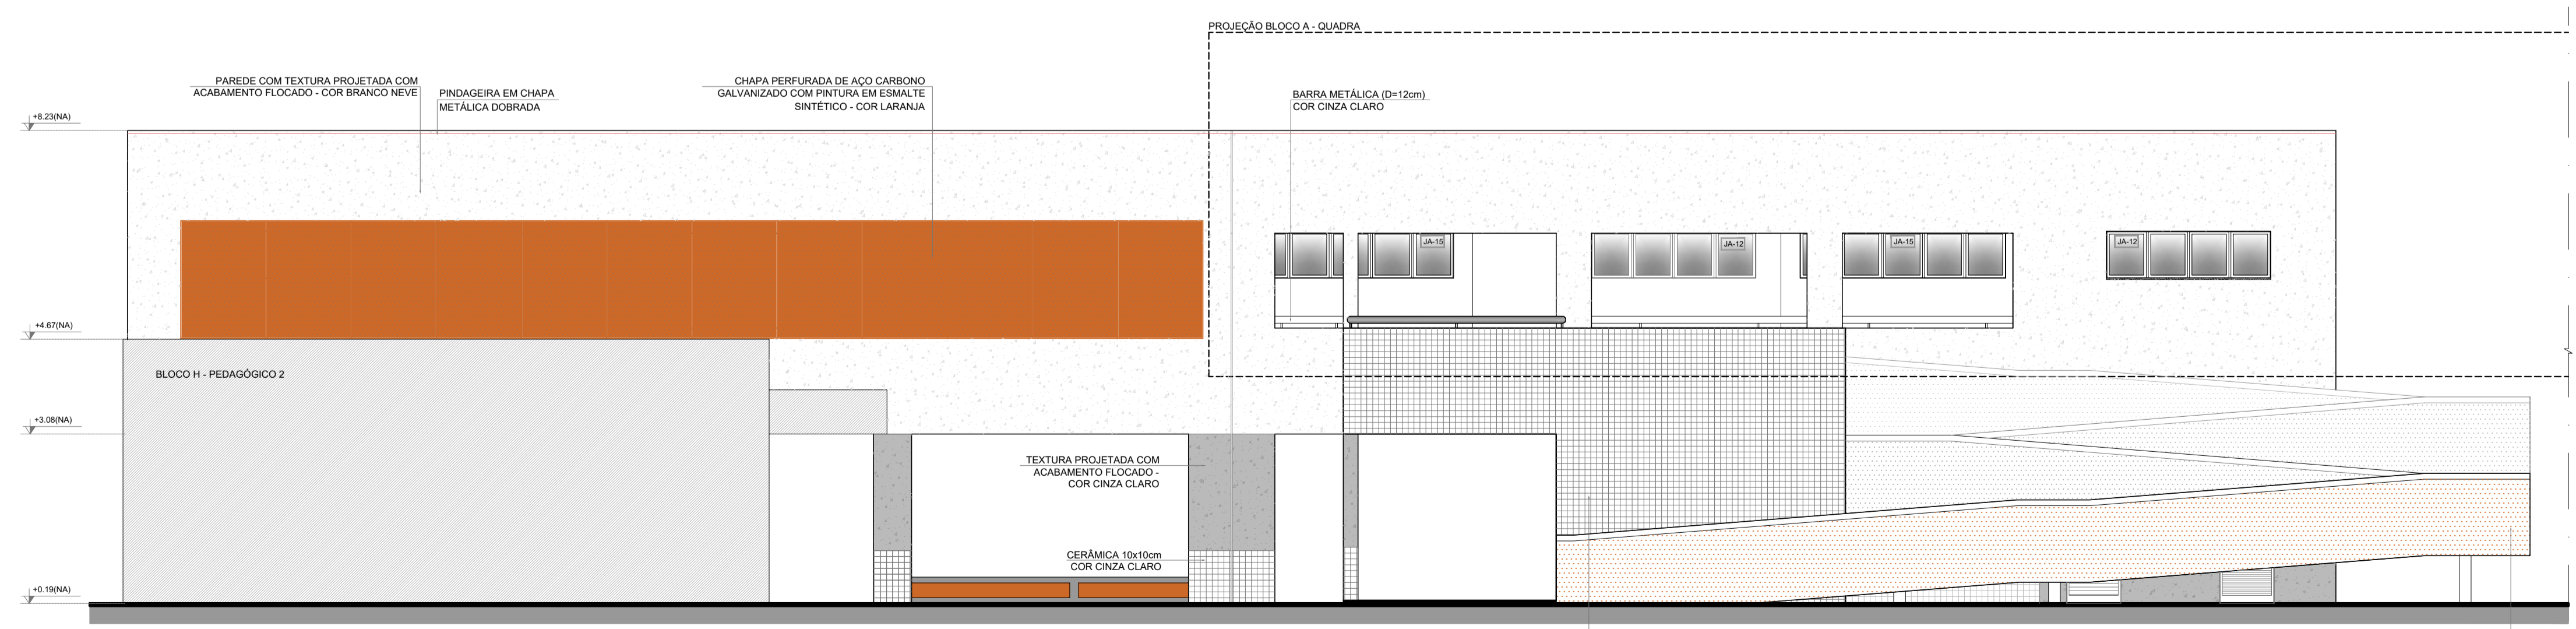 PROJEÇÃO BLOCO A - QUADRA
PAREDE COM TEXTURA PROJETADA COM
ACABAMENTO FLOCADO - COR BRANCO NEVE
PINDAGEIRA EM CHAPA
METÁLICA DOBRADA
CHAPA PERFURADA DE AÇO CARBONO
GALVANIZADO COM PINTURA EM ESMALTE
SINTÉTICO - COR LARANJA
BARRA METÁLICA (D=12cm)
COR CINZA CLARO
+8.23(NA)
JA-15
JA-12
JA-15
JA-12
+4.67(NA)
BLOCO H - PEDAGÓGICO 2
+3.08(NA)
TEXTURA PROJETADA COM
ACABAMENTO FLOCADO -
COR CINZA CLARO
CERÂMICA 10x10cm
COR CINZA CLARO
+0.19(NA)